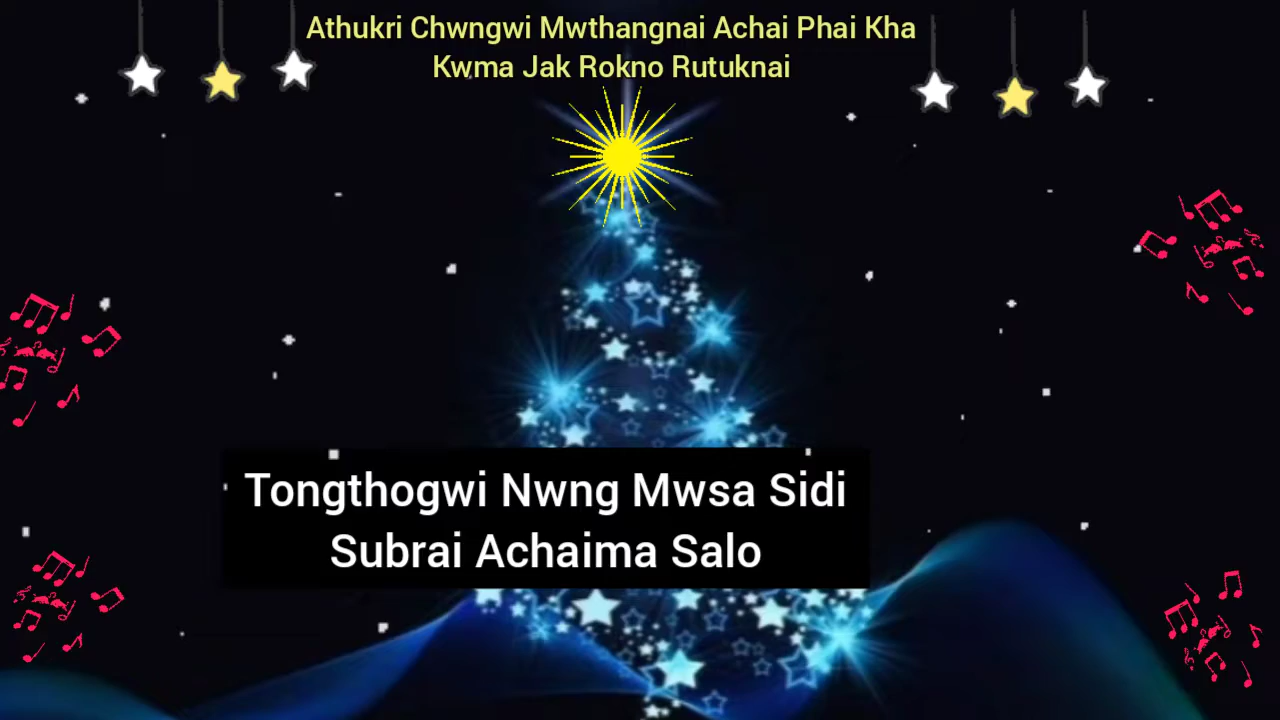 Athukri Chwngwi Mwthangnai Achai Phai Kha
Kwma Jak Rokno Rutuknai
Tongthogwi Nwng Mwsa Sidi
Subrai Achaima Salo